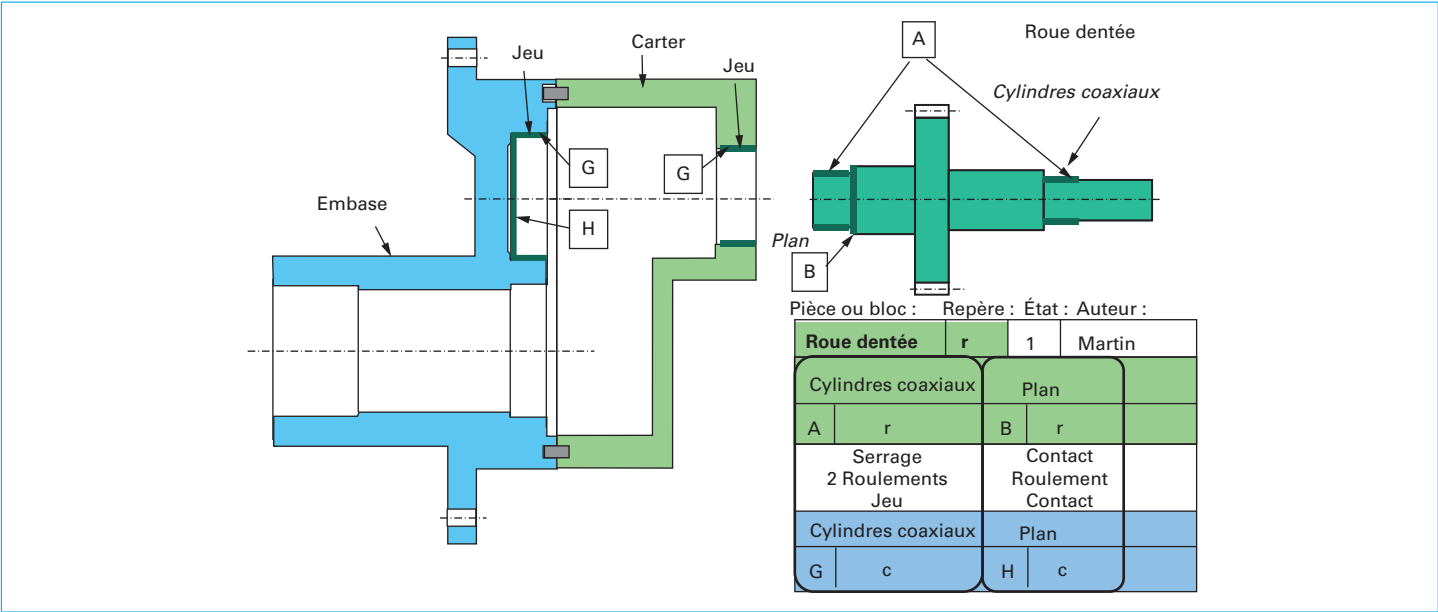 Jeu
Carter
Jeu
G
G
H
Embase
A
Roue dentée
Cylindres coaxiaux
Plan
B
Pièce ou bloc : Repère : État : Auteur :
Roue dentée r 1 Martin
Cylindres coaxiaux Plan
A r B r
Serrage Contact
2 Roulements Roulement
Jeu Contact
Cylindres coaxiaux Plan
G c H c